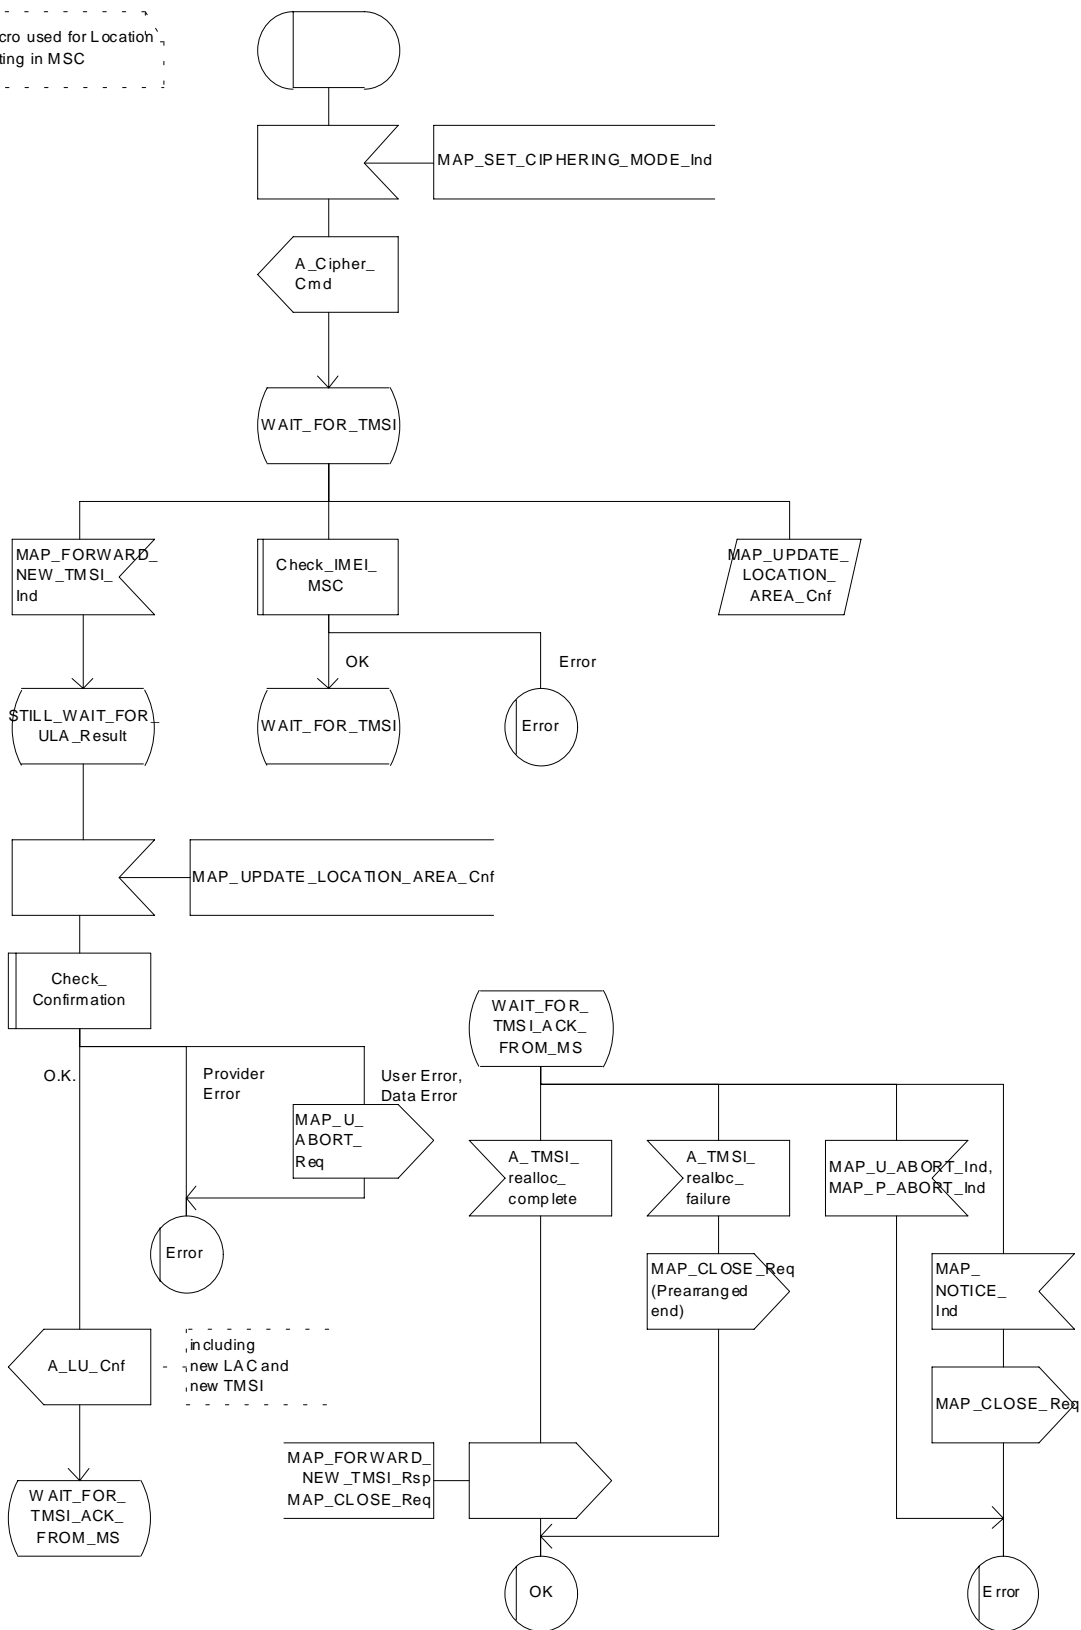 cro used for Location
ting in MSC
MAP_SET_CIPHERING_MODE_Ind
A_Cipher_
Cmd
WAIT_FOR_TMSI
MAP_FORWARD_
NEW_TMSI_
Ind
Check_IMEI_
MSC
MAP_UPDATE_
LOCATION_
AREA_Cnf
OK
Error
STILL_WAIT_FOR_
ULA_Result
WAIT_FOR_TMSI
Error
MAP_UPDATE_LOCATION_AREA_Cnf
Check_
Confirmation
O.K.
Provider
Error
User Error,
Data Error
MAP_U_
ABORT_
Req
Error
A_LU_Cnf
including
new LAC and
new TMSI
WAIT_FOR_
TMSI_ACK_
FROM_MS
WAIT_FOR_
TMSI_ACK_
FROM_MS
A_TMSI_
realloc_
complete
A_TMSI_
realloc_
failure
MAP_U_ABORT_Ind,
MAP_P_ABORT_Ind
MAP_CLOSE_Req
(Prearranged
end)
MAP_
NOTICE_
Ind
MAP_CLOSE_Req
MAP_FORWARD_
NEW_TMSI_Rsp
MAP_CLOSE_Req
OK
Error